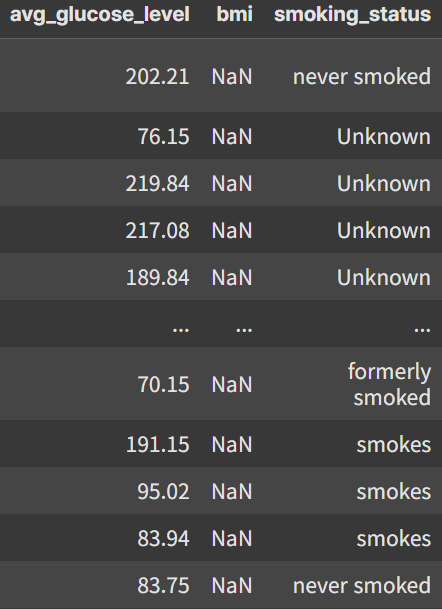 avg_glucose_level bmi smoking_status
202.21 NaN never smoked
76.15 NaN Unknown
219.84 NaN Unknown
217.08 NaN Unknown
189.84 NaN Unknown
... ... ...
70.15 NaN formerly
smoked
191.15 NaN smokes
95.02 NaN smokes
83.94 NaN smokes
83.75 NaN never smoked